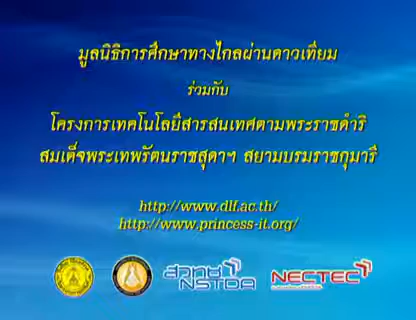 มูลนิธิการศึกษาทางไกลผ่านดาวเทียม
ร่วมกับ
โครงการเทคโนโลยีสารสนเทศตามพระราชดำริ
สมเด็จพระเทพรัตนราชสุดาฯ สยามบรมราชกุมารี
http://www.dlf.ac.th/
http://www.princess-it.org/
สวทช
NSTDA
NECTEC